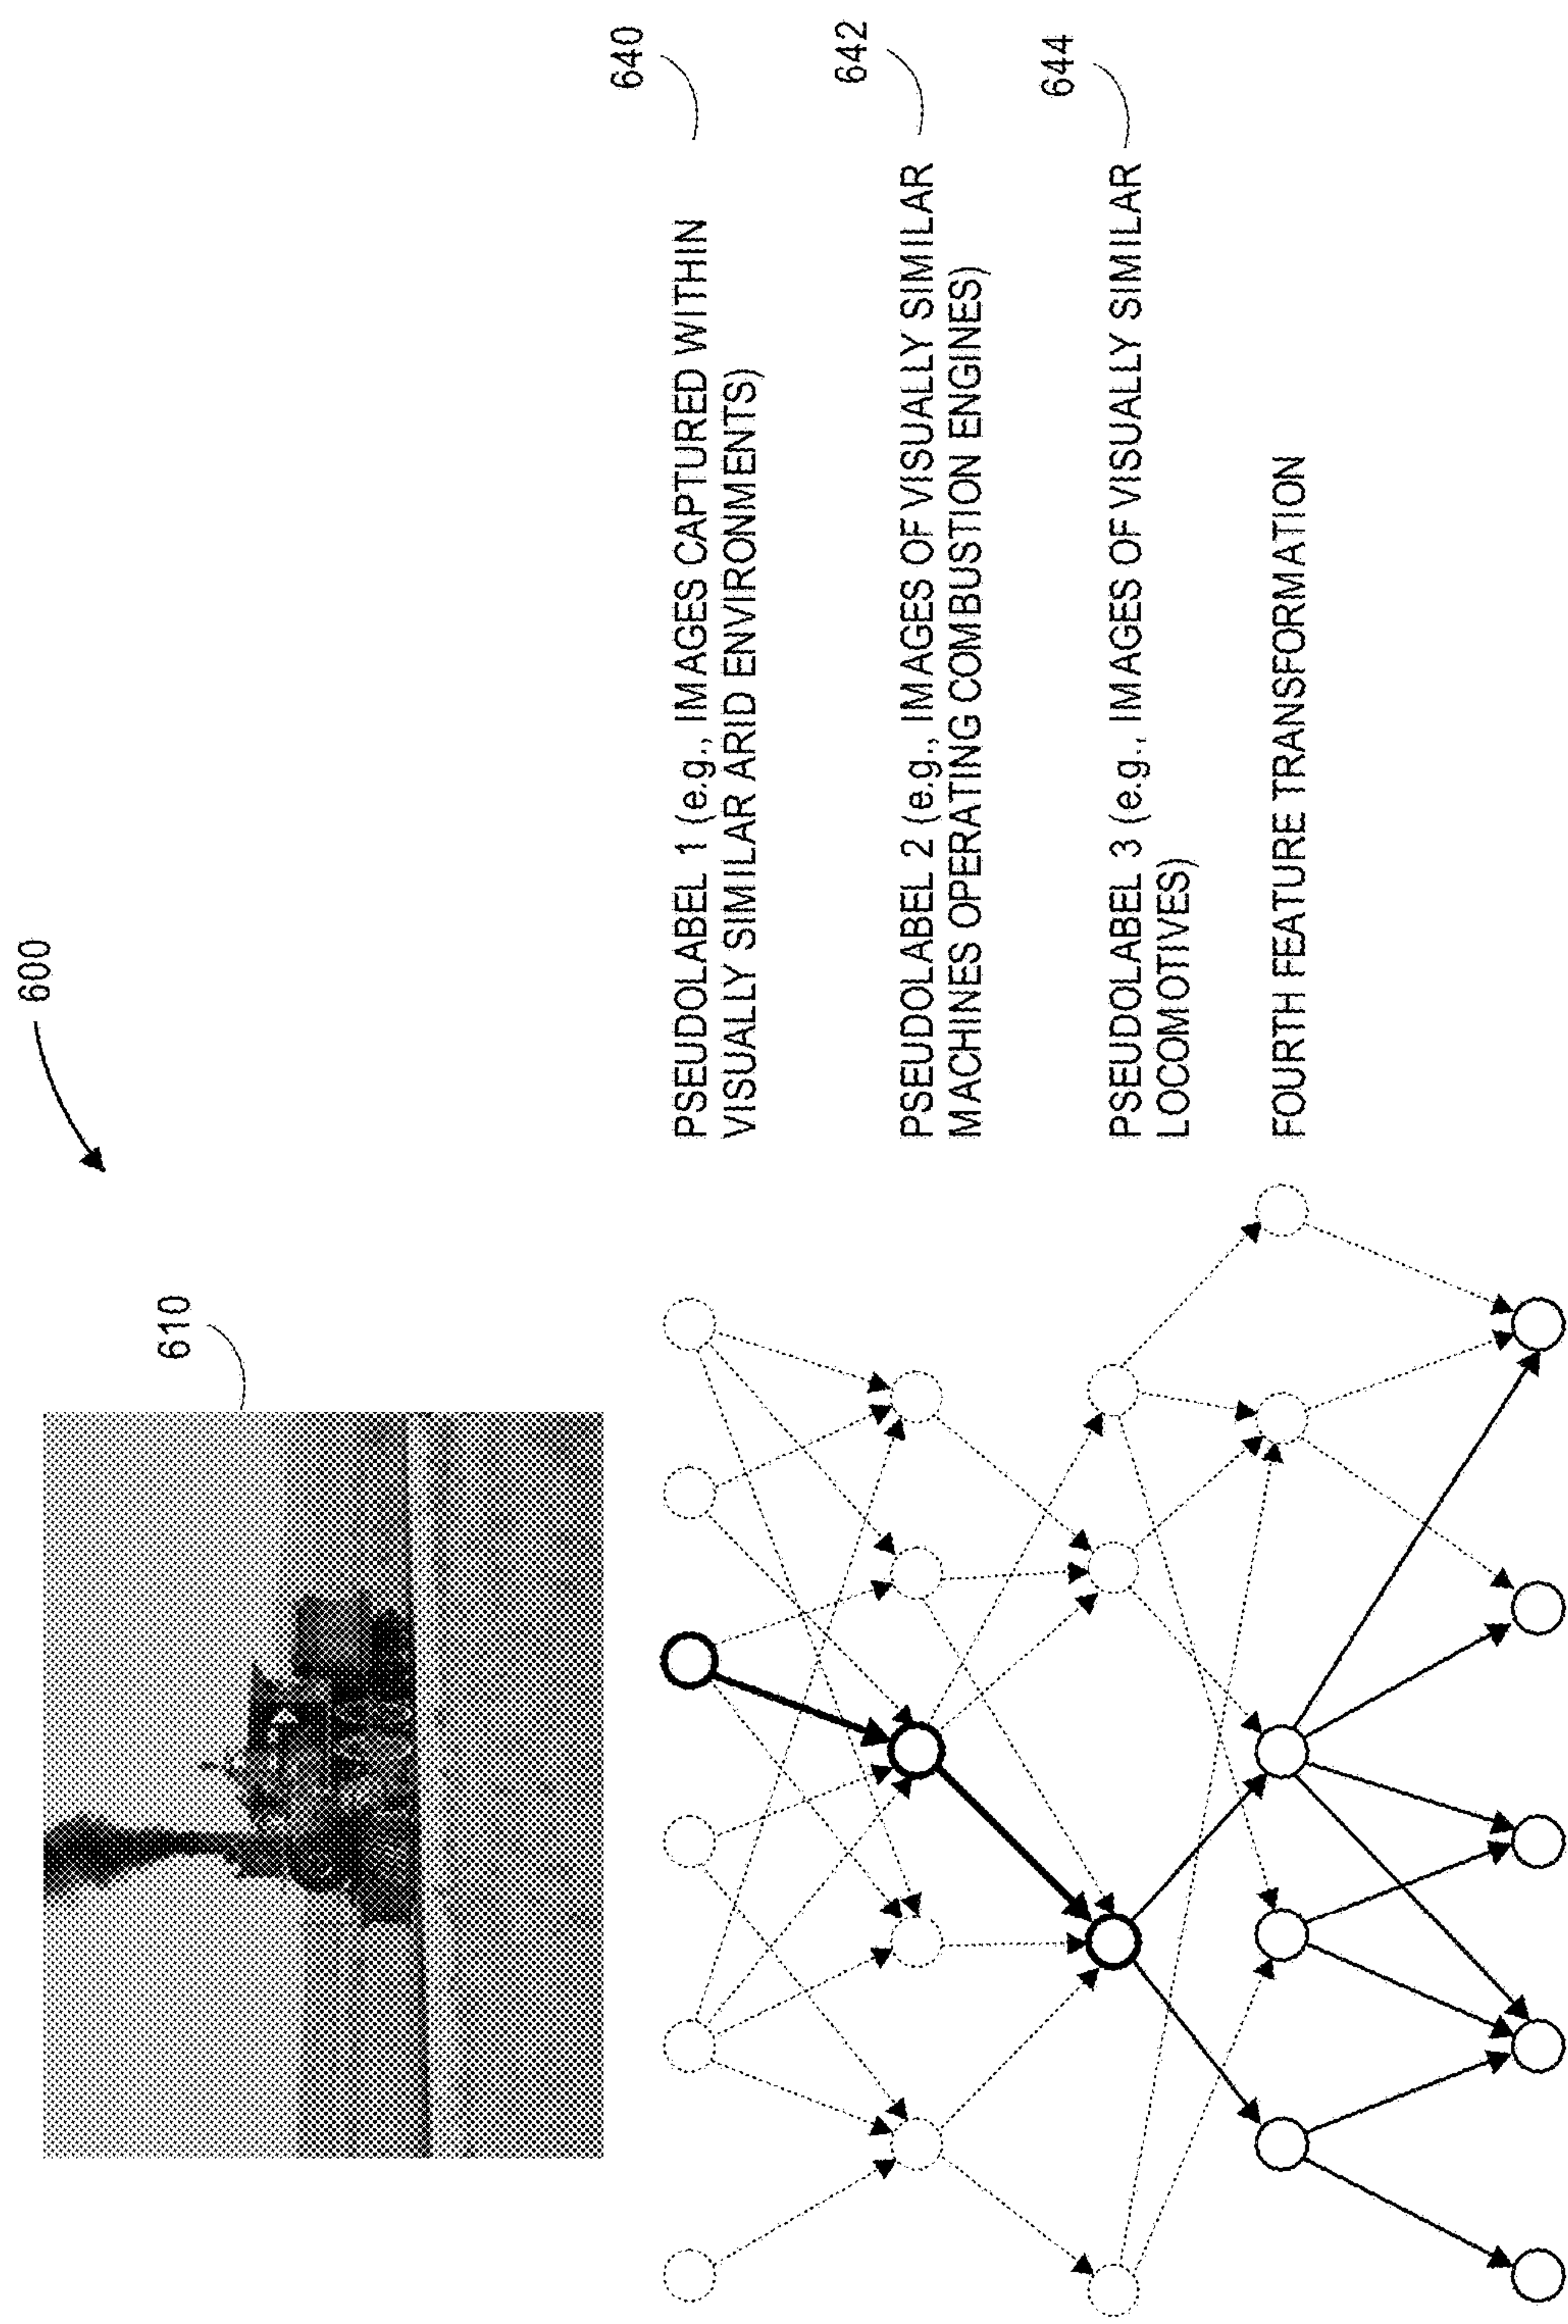 600
610
PSEUDOLABEL 1 (e.g., IMAGES CAPTURED WITHIN
VISUALLY SIMILAR ARID ENVIRONMENTS)
640
PSEUDOLABEL 2 (e.g., IMAGES OF VISUALLY SIMILAR
MACHINES OPERATING COMBUSTION ENGINES)
642
PSEUDOLABEL 3 (e.g., IMAGES OF VISUALLY SIMILAR
LOCOMOTIVES)
644
FOURTH FEATURE TRANSFORMATION